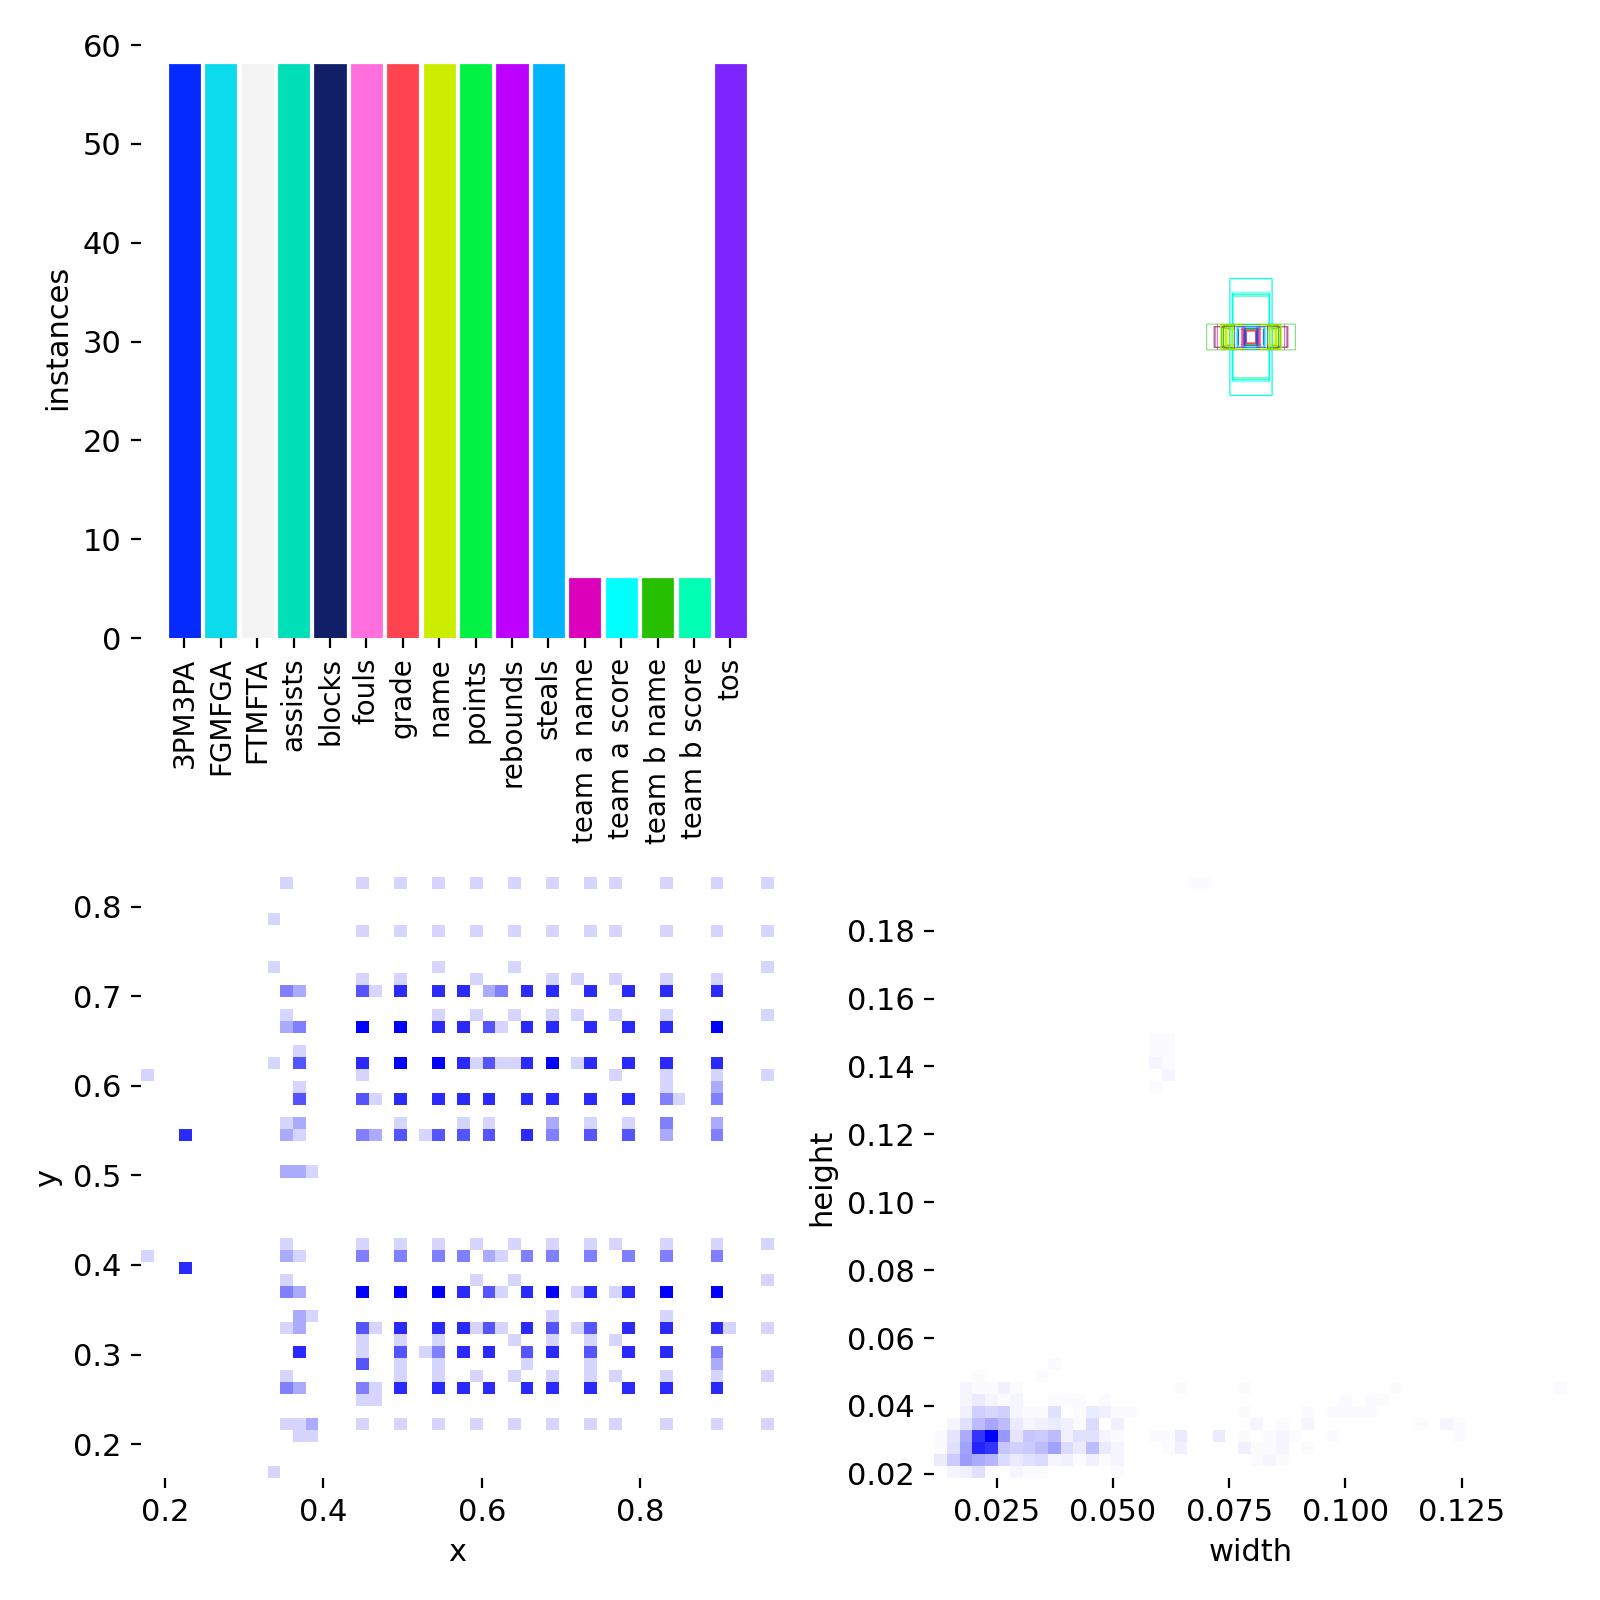 60
50
40
30
20
10
0
instances
3PM3PA
FGMFGA
FTMFTA
assists
blocks
fouls
grade
name
points
rebounds
steals
team a name
team a score
team b name
team b score
tos
0.8
0.7
0.6
0.5
0.4
0.3
0.2
y
0.2 0.4 0.6 0.8
x
0.18
0.16
0.14
0.12
0.10
0.08
0.06
0.04
0.02
height
0.025 0.050 0.075 0.100 0.125
width